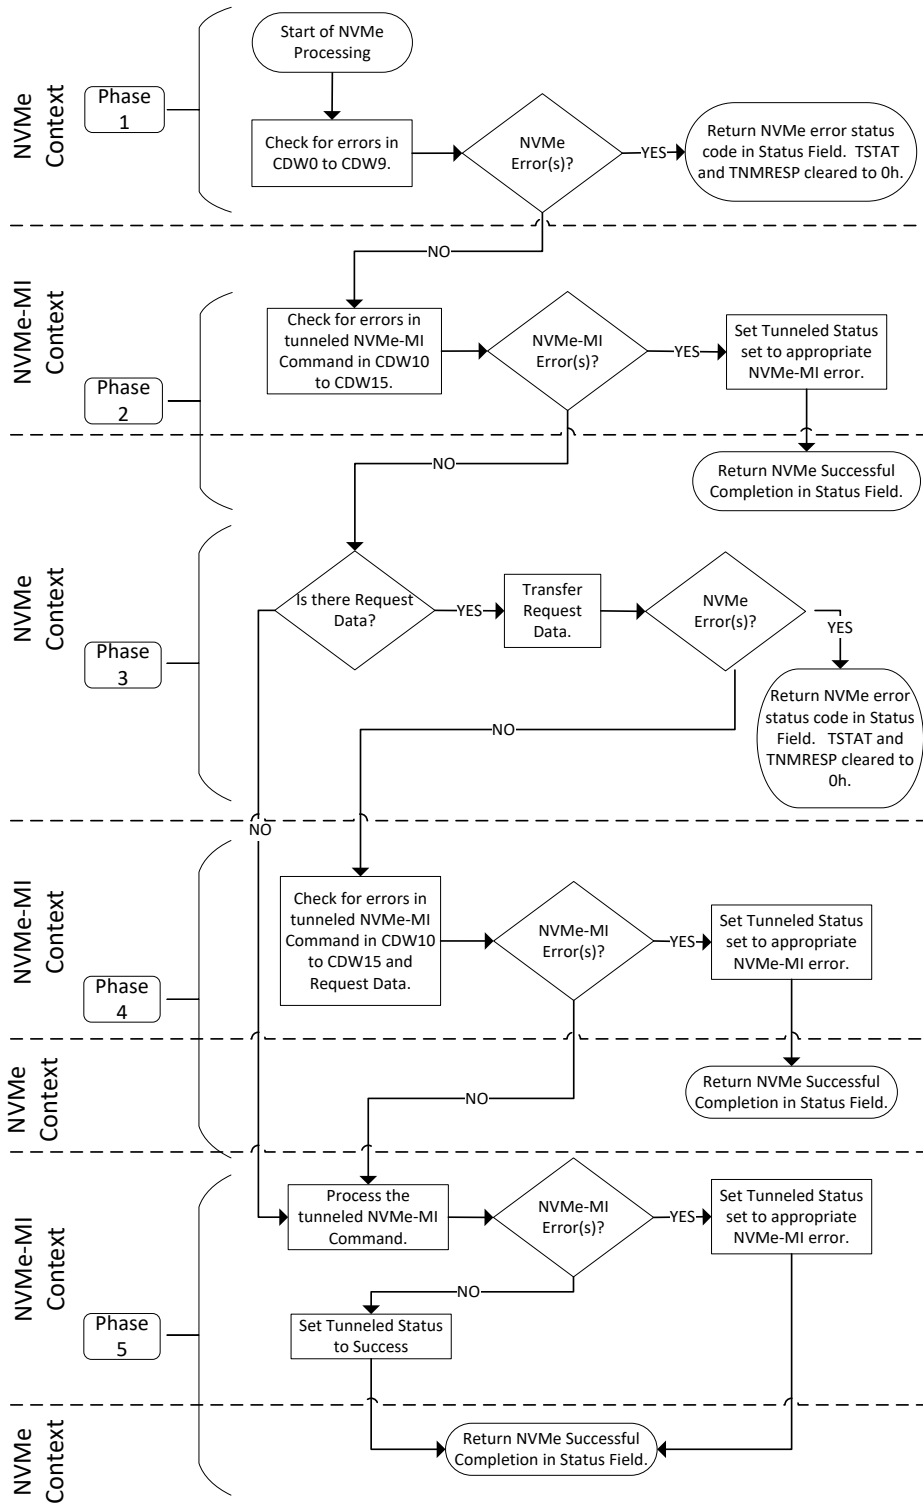 NVMe
Context
Phase
1
Start of NVMe
Processing
Check for errors in
CDW0 to CDW9.
NVMe
Error(s)?
YES
Return NVMe error status
code in Status Field.  TSTAT
and TNMRESP cleared to 0h.
NO
NVMe-MI
Context
Phase
2
Check for errors in
tunneled NVMe-MI
Command in CDW10
to CDW15.
NVMe-MI
Error(s)?
YES
Set Tunneled Status
set to appropriate
NVMe-MI error.
NO
Return NVMe Successful
Completion in Status Field.
NVMe
Context
Phase
3
Is there Request
Data?
YES
Transfer
Request
Data.
NVMe
Error(s)?
YES
Return NVMe error
status code in Status
Field.  TSTAT and
TNMRESP cleared to
0h.
NO
NO
NVMe-MI
Context
Phase
4
Check for errors in
tunneled NVMe-MI
Command in CDW10
to CDW15 and
Request Data.
NVMe-MI
Error(s)?
YES
Set Tunneled Status
set to appropriate
NVMe-MI error.
NVMe
Context
NO
Return NVMe Successful
Completion in Status Field.
NVMe-MI
Context
Phase
5
Process the
tunneled NVMe-MI
Command.
NVMe-MI
Error(s)?
YES
Set Tunneled Status
set to appropriate
NVMe-MI error.
NO
Set Tunneled Status
to Success
NVMe
Context
Return NVMe Successful
Completion in Status Field.